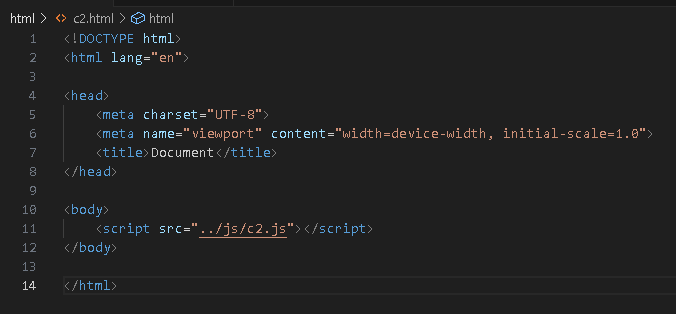 html > c2.html > html
1 <!DOCTYPE html>
2 <html lang="en">
3
4 <head>
5     <meta charset="UTF-8">
6     <meta name="viewport" content="width=device-width, initial-scale=1.0">
7     <title>Document</title>
8 </head>
9
10 <body>
11     <script src="../js/c2.js"></script>
12 </body>
13
14 </html>